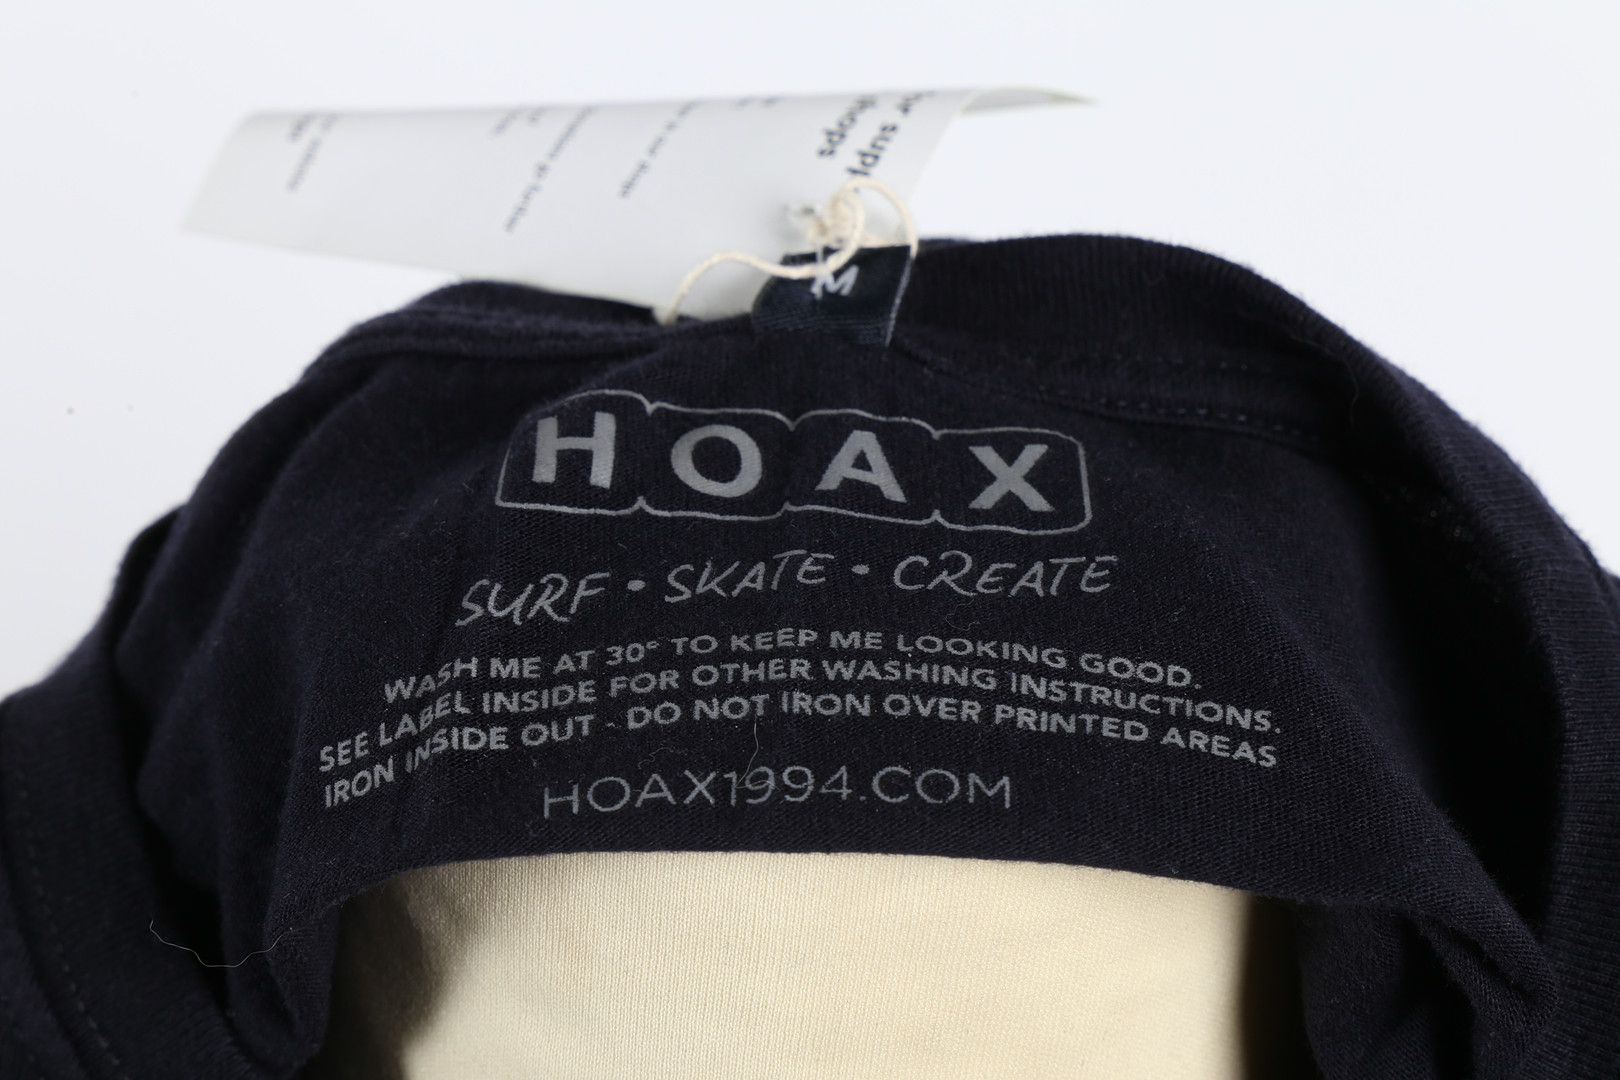 shops
M
HOAX
SURF • SKATE • CREATE
WASH ME AT 30° TO KEEP ME LOOKING GOOD.
SEE LABEL INSIDE FOR OTHER WASHING INSTRUCTIONS.
IRON INSIDE OUT - DO NOT IRON OVER PRINTED AREAS
HOAX1994.COM